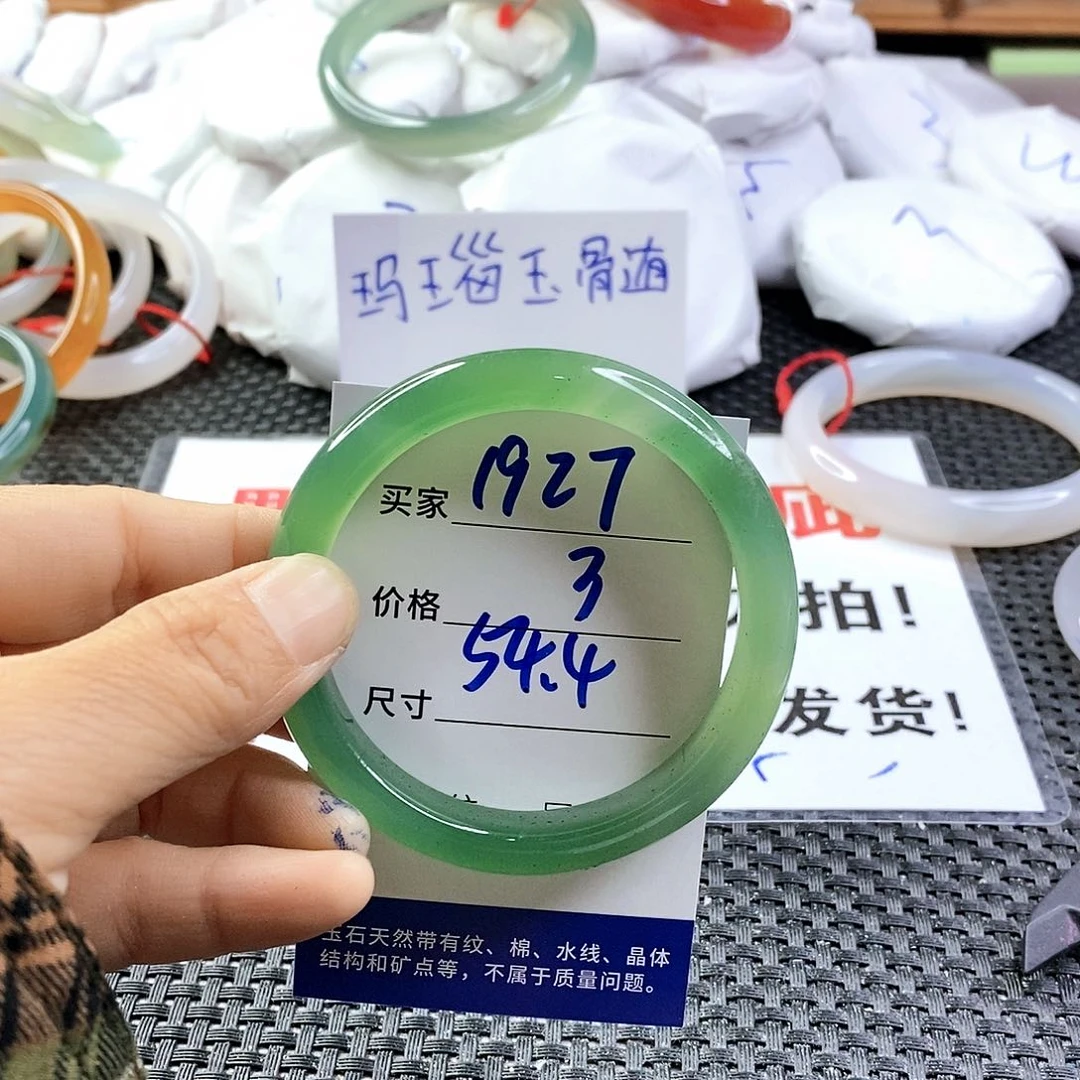 玛瑙玉骨随
买家 1927
价格 3
尺寸 54.4
拍!
发货!
玉石天然带有纹、棉、水线、晶体
结构和矿点等，不属于质量问题。